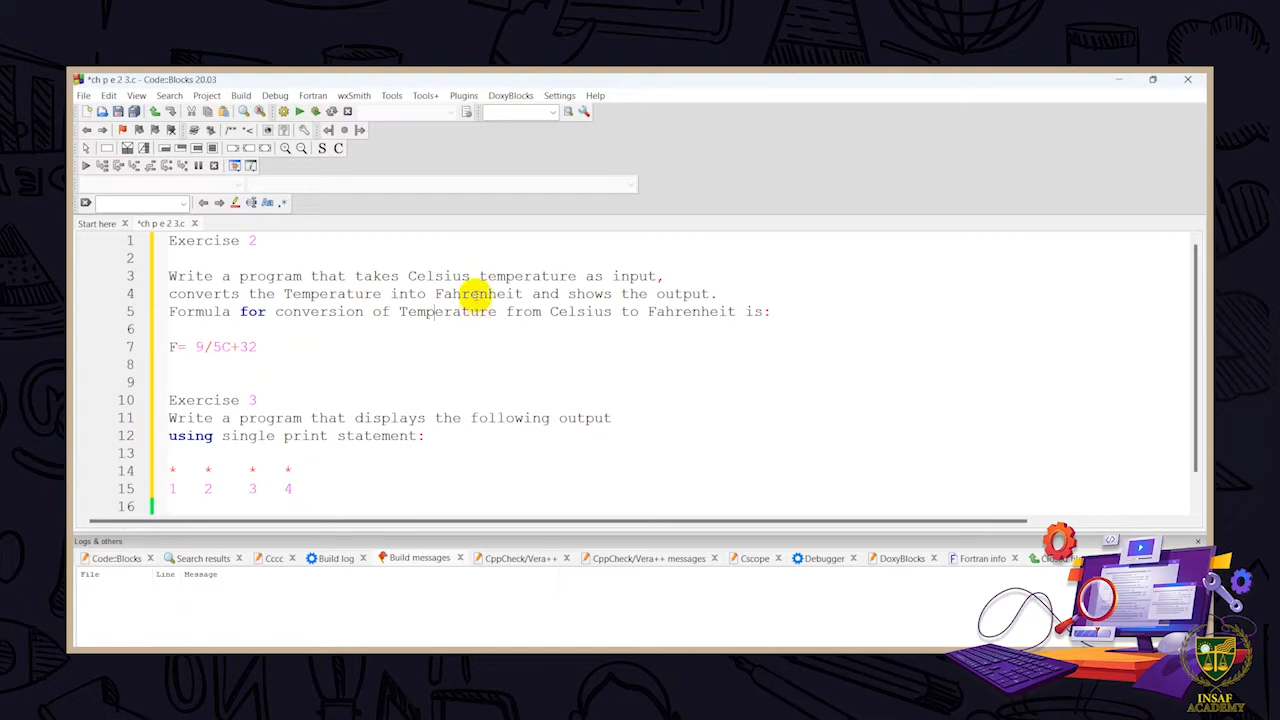 *ch p e 2 3.c - Code::Blocks 20.03
File Edit View Search Project Build Debug Fortran wxSmith Tools Tools+ Plugins DoxyBlocks Settings Help
S C
Start here *ch p e 2 3.c
1 Exercise 2
2
3 Write a program that takes Celsius temperature as input,
4 converts the Temperature into Fahrenheit and shows the output.
5 Formula for conversion of Temperature from Celsius to Fahrenheit is:
6
7 F= 9/5C+32
8
9
10 Exercise 3
11 Write a program that displays the following output
12 using single print statement:
13
14 * * * *
15 1 2 3 4
16
Logs & others
Code::Blocks Search results Cccc Build log Build messages CppCheck/Vera++ CppCheck/Vera++ messages Cscope Debugger DoxyBlocks Fortran info
File Line Message
INSAF
ACADEMY